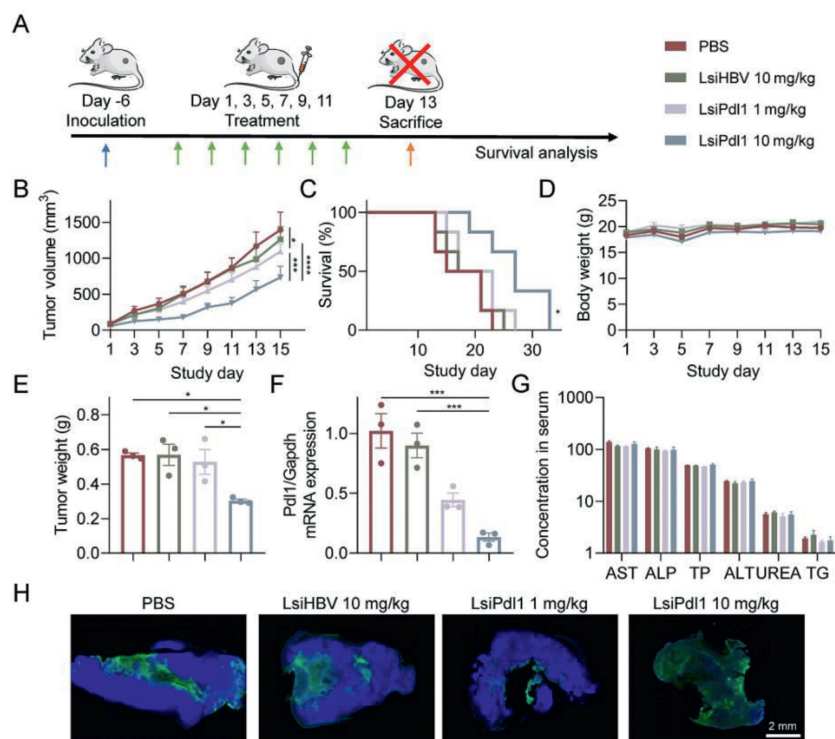 A
Day -6
Inoculation
Day 1, 3, 5, 7, 9, 11
Treatment
Day 13
Sacrifice
Survival analysis
PBS
LsiHBV 10 mg/kg
LsiPdl1 1 mg/kg
LsiPdl1 10 mg/kg
B
Tumor volume (mm³)
1500
1000
500
0
1 3 5 7 9 11 13 15
Study day
*
***
****
C
Survival (%)
100
50
0
10 20 30
Study day
*
D
Body weight (g)
30
20
10
0
1 3 5 7 9 11 13 15
Study day
E
Tumor weight (g)
0.8
0.6
0.4
0.2
0.0
*
*
*
F
Pdl1/Gapdh
mRNA expression
1.0
0.5
0.0
***
***
G
Concentration in serum
1000
100
10
1
AST ALP TP ALT UREA TG
H
PBS
LsiHBV 10 mg/kg
LsiPdl1 1 mg/kg
LsiPdl1 10 mg/kg
2 mm